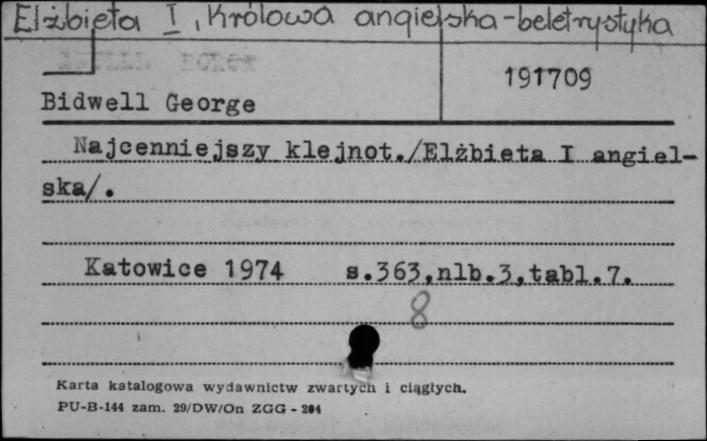 Elżbieta I, Królowa angielska-beletrystyka
191709
Bidwell George
Najcenniejszy klejnot./Elżbieta I angiel-
ska/.
Katowice 1974 s.363,nlb.3,tabl.7.
8
Karta katalogowa wydawnictw zwartych i ciągłych.
PU-B-144 zam. 29/DW/On ZGG - 204